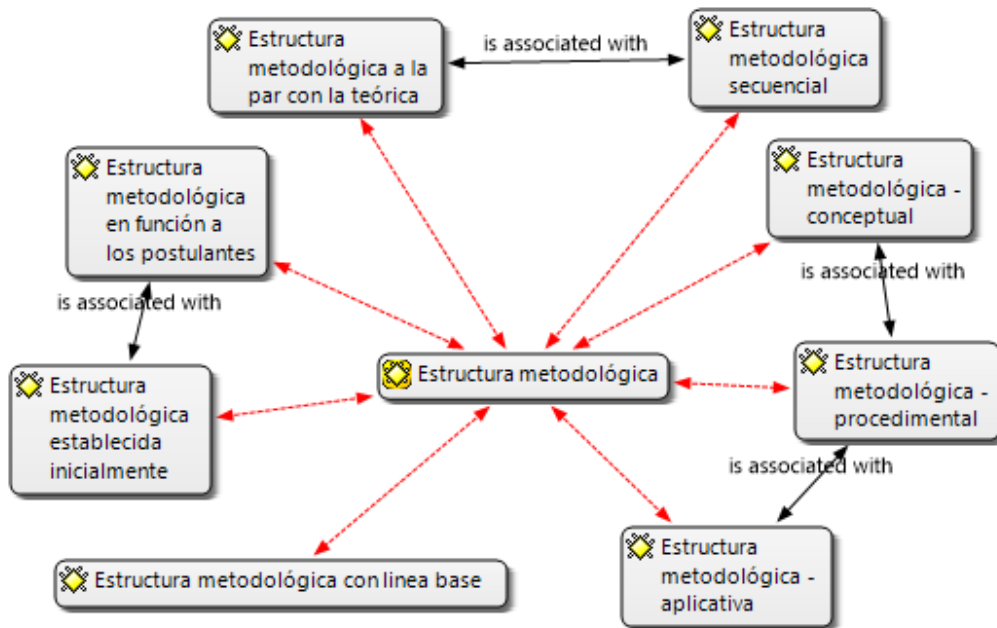 Estructura
metodológica a la
par con la teórica
is associated with
Estructura
metodológica
secuencial
Estructura
metodológica
en función a
los postulantes
Estructura
metodológica -
conceptual
is associated with
is associated with
Estructura metodológica
Estructura
metodológica
establecida
inicialmente
Estructura
metodológica -
procedimental
is associated with
Estructura metodológica con linea base
Estructura
metodológica -
aplicativa